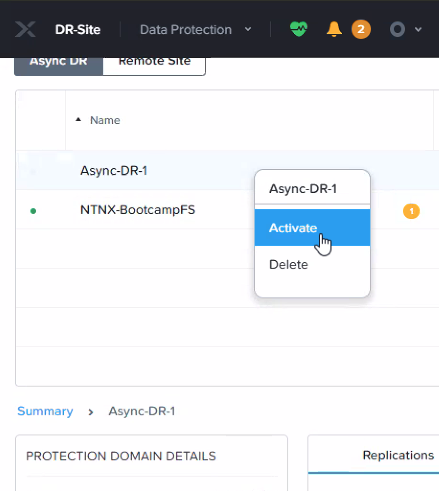 DR-Site Data Protection 2
Async DR Remote Site
Name
Async-DR-1
Async-DR-1
NTNX-BootcampFS 1
Activate
Delete
Summary > Async-DR-1
PROTECTION DOMAIN DETAILS Replications